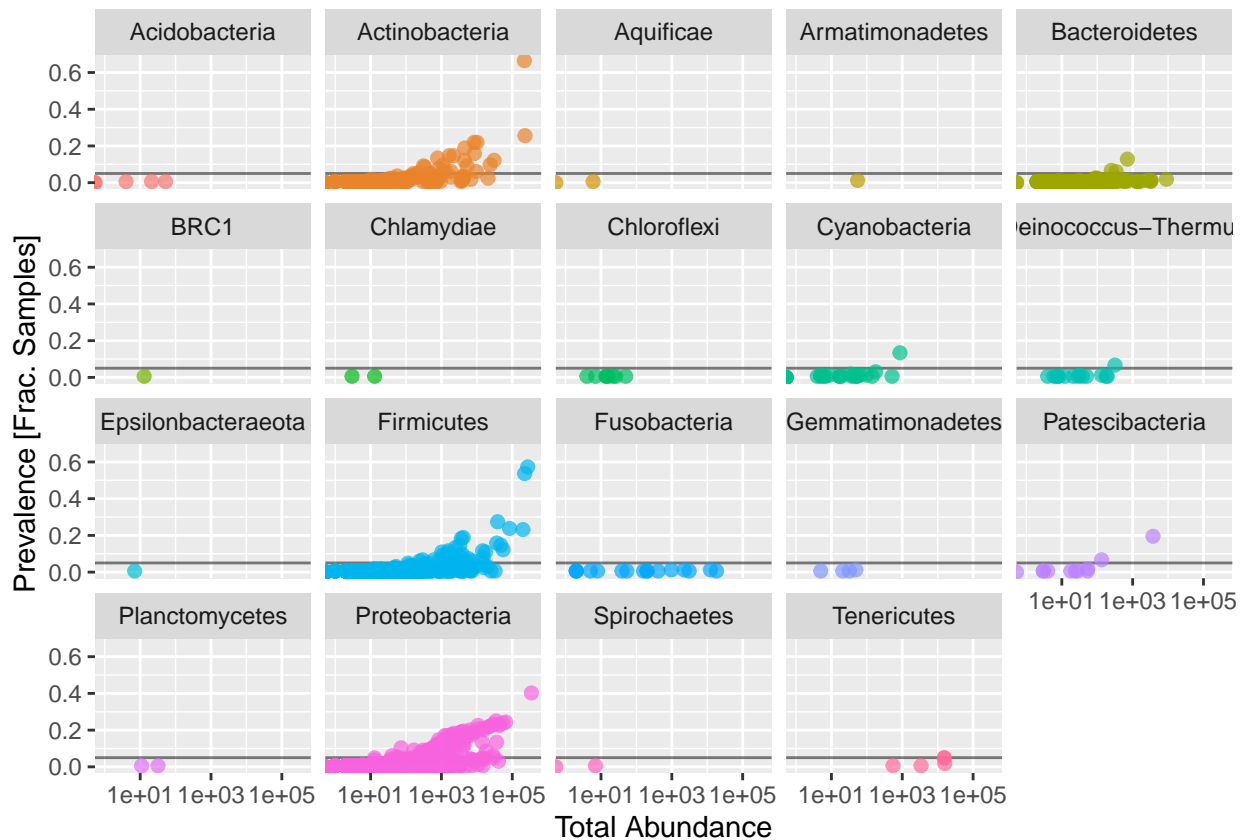 Acidobacteria Actinobacteria Aquificae Armatimonadetes Bacteroidetes
0.6
0.4
0.2
0.0
BRC1 Chlamydiae Chloroflexi Cyanobacteria Deinococcus−Thermu
0.6
0.4
0.2
0.0
Epsilonbacteraeota Firmicutes Fusobacteria Gemmatimonadetes Patescibacteria
0.6
0.4
0.2
0.0
1e+01 1e+03 1e+05
Planctomycetes Proteobacteria Spirochaetes Tenericutes
0.6
0.4
0.2
0.0
1e+01 1e+03 1e+05 1e+01 1e+03 1e+05 1e+01 1e+03 1e+05 1e+01 1e+03 1e+05
Total Abundance
Prevalence [Frac. Samples]